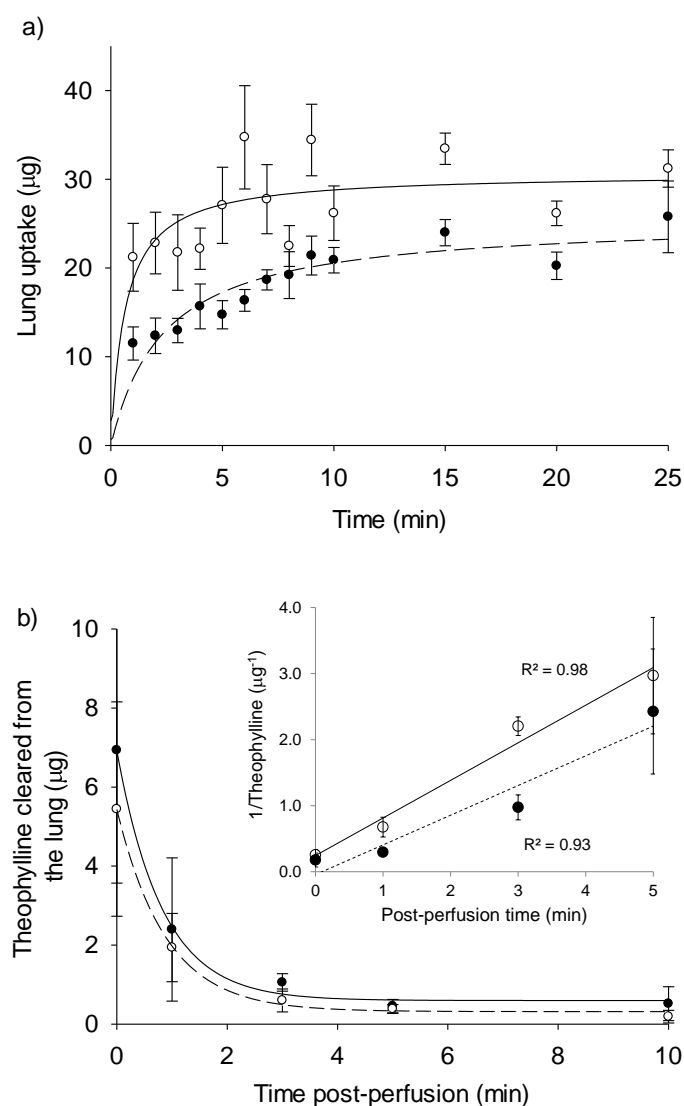 a)
Lung uptake (µg)
40
30
20
10
0
0 5 10 15 20 25
Time (min)
b)
Theophylline cleared from
the lung (µg)
10
8
6
4
2
0
0 2 4 6 8 10
Time post-perfusion (min)
1/Theophylline (µg⁻¹)
4.0
3.0
2.0
1.0
0.0
0 1 2 3 4 5
Post-perfusion time (min)
R² = 0.98
R² = 0.93